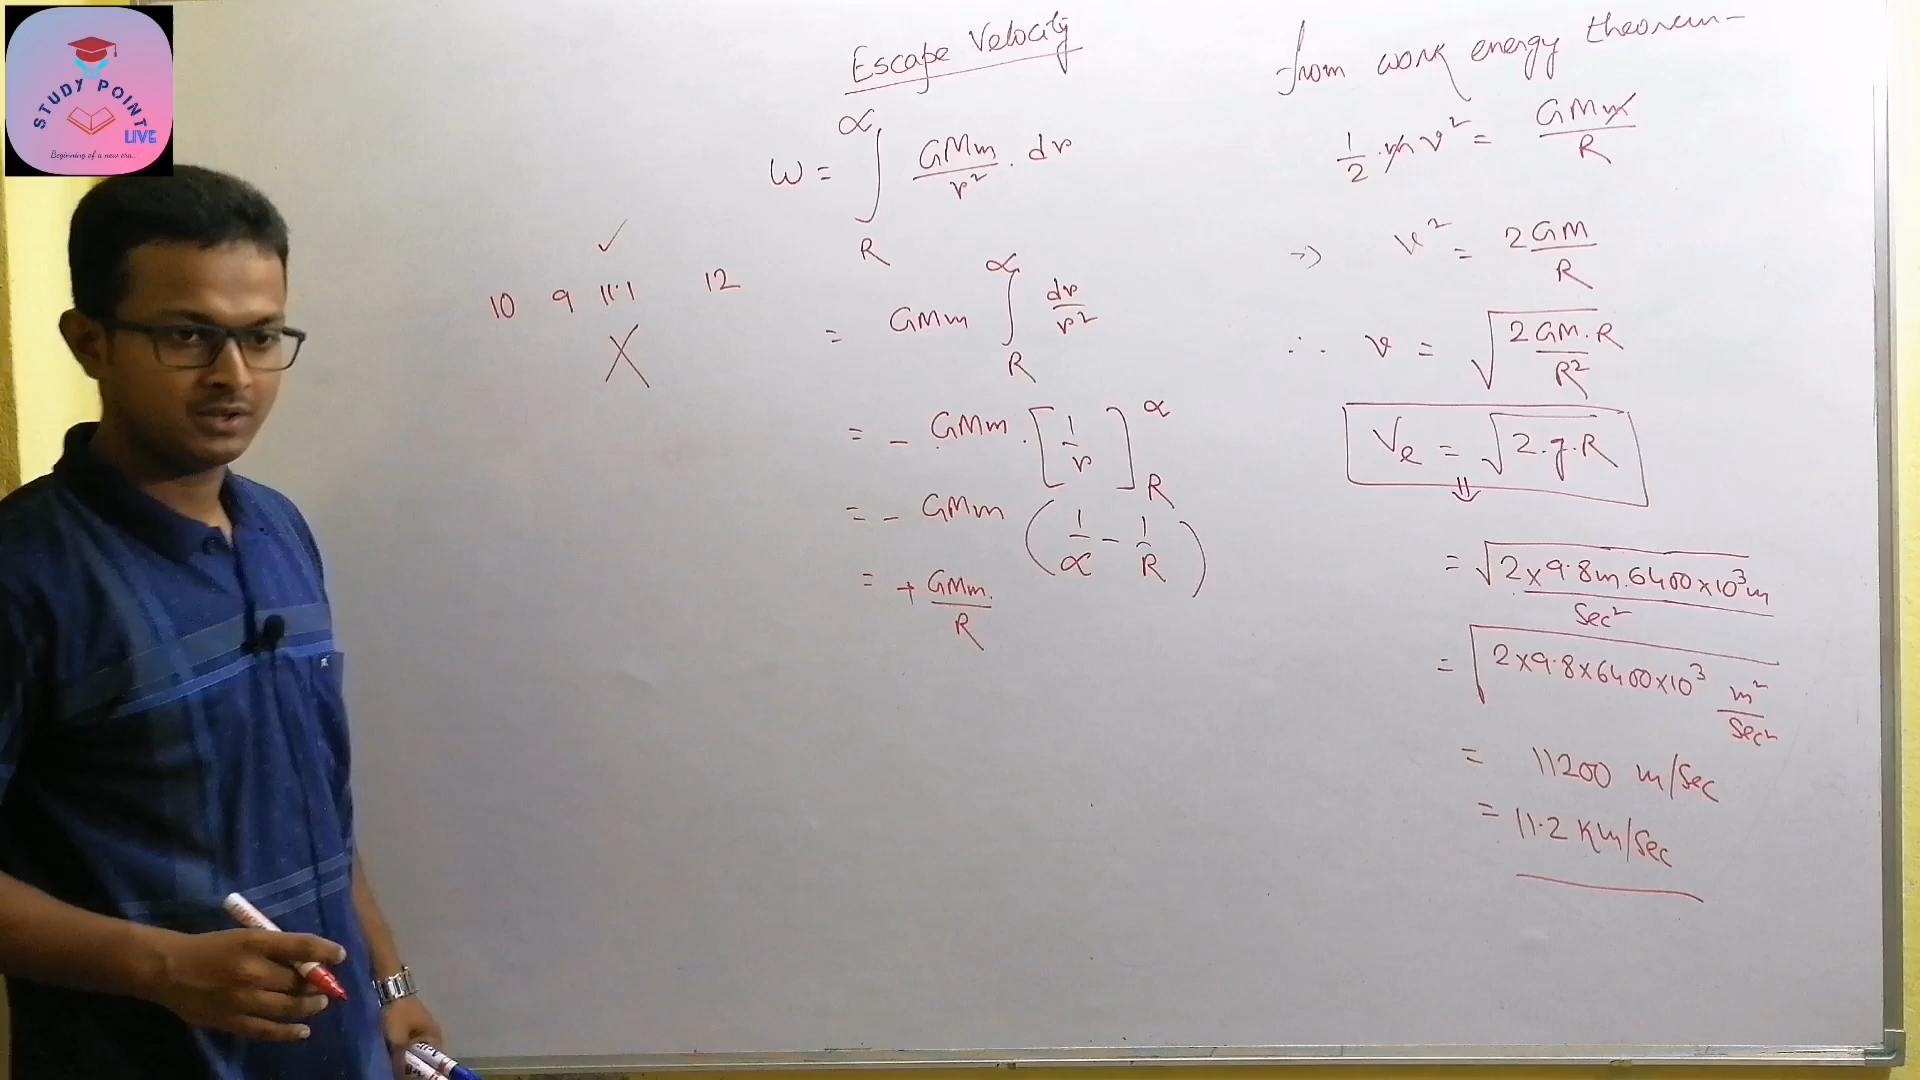 STUDY POINT
LIVE
Beginning of a new era...
Escape Velocity
W = ∫_R^∝ GMm/r² . dr
= GMm ∫_R^∝ dr/r²
= - GMm . [1/r]_R^∝
= - GMm (1/∝ - 1/R)
= + GMm./R
✓
10 9 11.1 12
X
from work energy theorem-
1/2 . m v² = GMm/R
=> v² = 2GM/R
∴ v = √(2GM.R/R²)
Ve = √2.g.R
⇓
= √(2×9.8m.6400×10³m/Sec²)
= √(2×9.8×6400×10³ m²/Sec²)
= 11200 m/Sec
= 11.2 Km/Sec